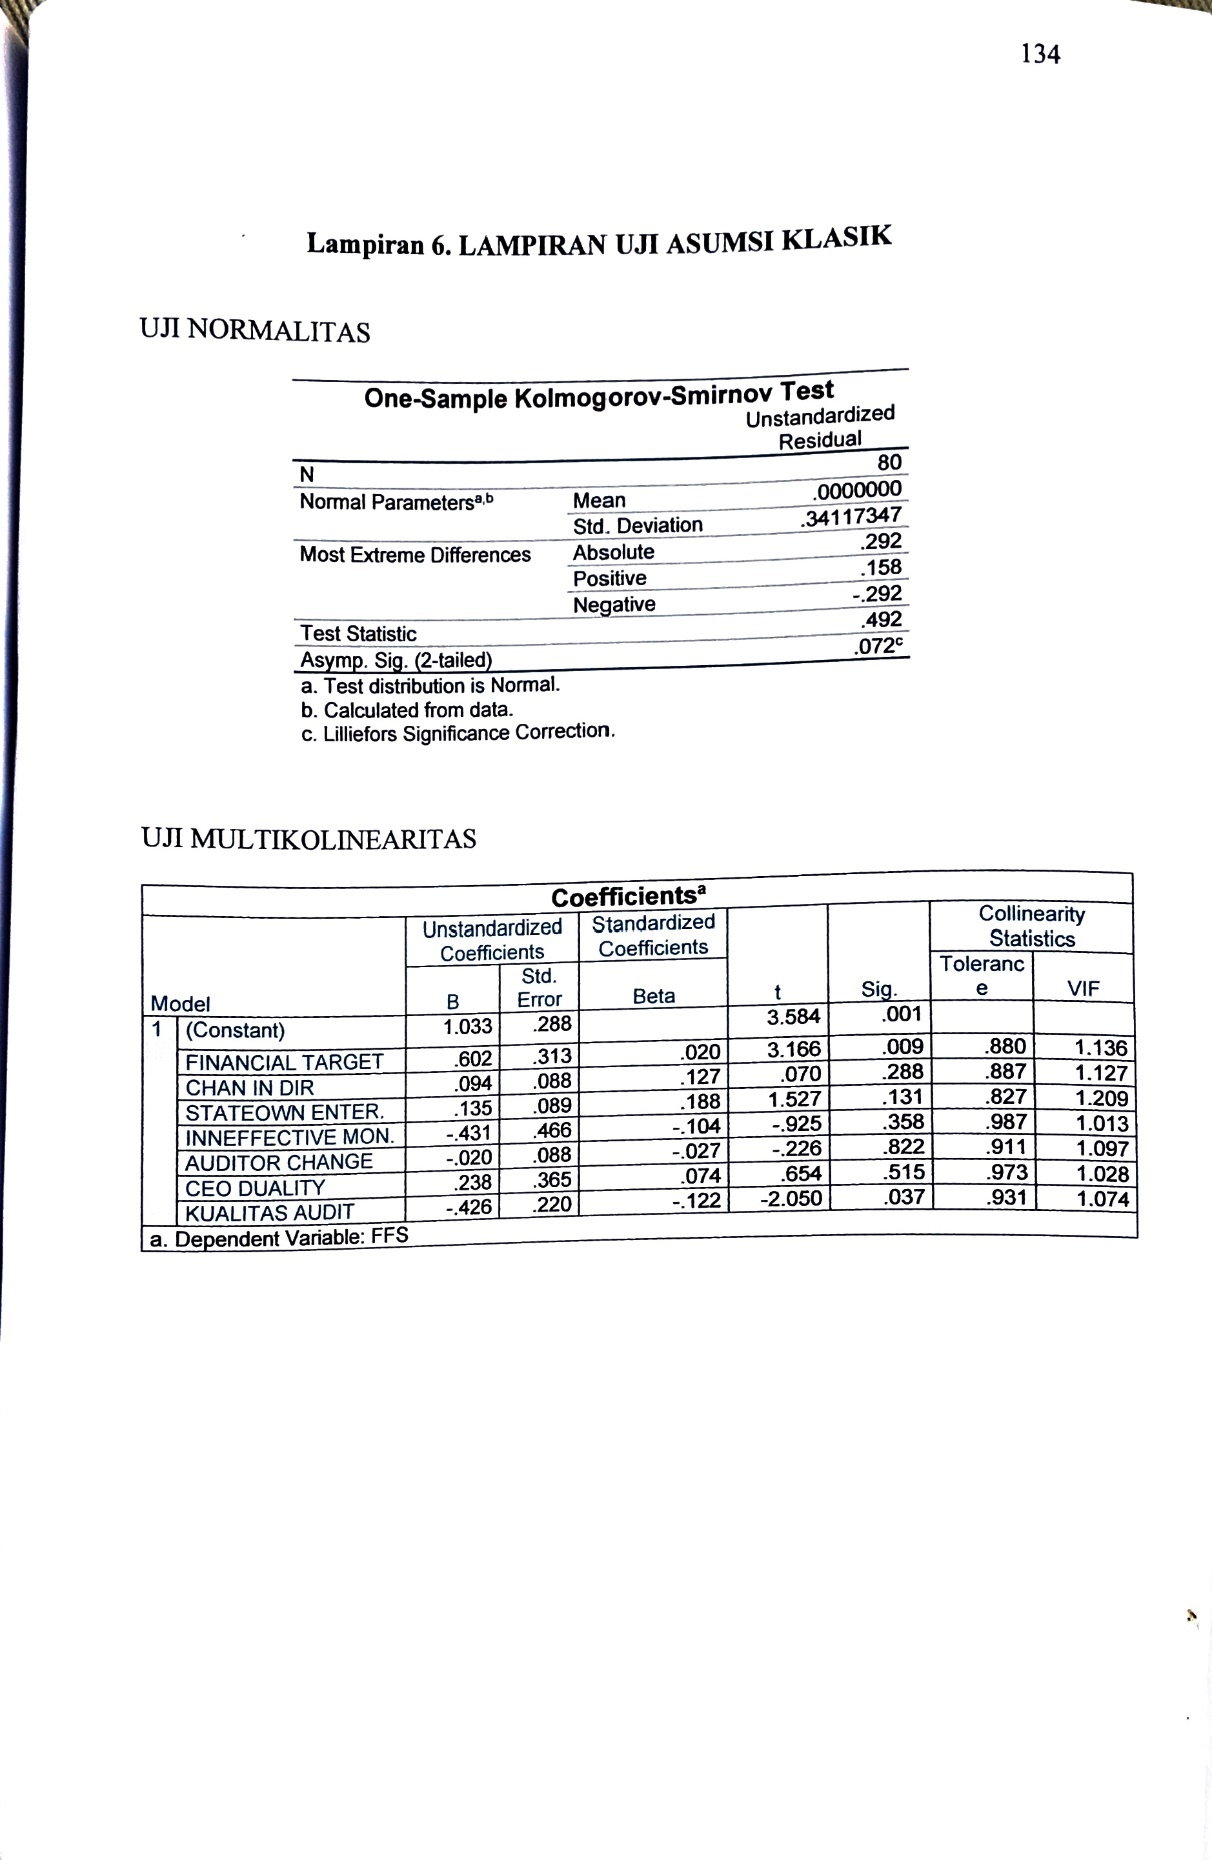 134
Lampiran 6. LAMPIRAN UJI ASUMSI KLASIK
UJI NORMALITAS
One-Sample Kolmogorov-Smirnov Test
Unstandardized
Residual
N 80
Normal Parametersa,b Mean .0000000
Std. Deviation .34117347
Most Extreme Differences Absolute .292
Positive .158
Negative -.292
Test Statistic .492
Asymp. Sig. (2-tailed) .072c
a. Test distribution is Normal.
b. Calculated from data.
c. Lilliefors Significance Correction.
UJI MULTIKOLINEARITAS
Coefficientsa
Unstandardized Standardized Collinearity
Coefficients Coefficients Statistics
Std. Toleranc
Model B Error Beta t Sig. e VIF
1 (Constant) 1.033 .288 3.584 .001
FINANCIAL TARGET .602 .313 .020 3.166 .009 .880 1.136
CHAN IN DIR .094 .088 .127 .070 .288 .887 1.127
STATEOWN ENTER. .135 .089 .188 1.527 .131 .827 1.209
INNEFFECTIVE MON. -.431 .466 -.104 -.925 .358 .987 1.013
AUDITOR CHANGE -.020 .088 -.027 -.226 .822 .911 1.097
CEO DUALITY .238 .365 .074 .654 .515 .973 1.028
KUALITAS AUDIT -.426 .220 -.122 -2.050 .037 .931 1.074
a. Dependent Variable: FFS